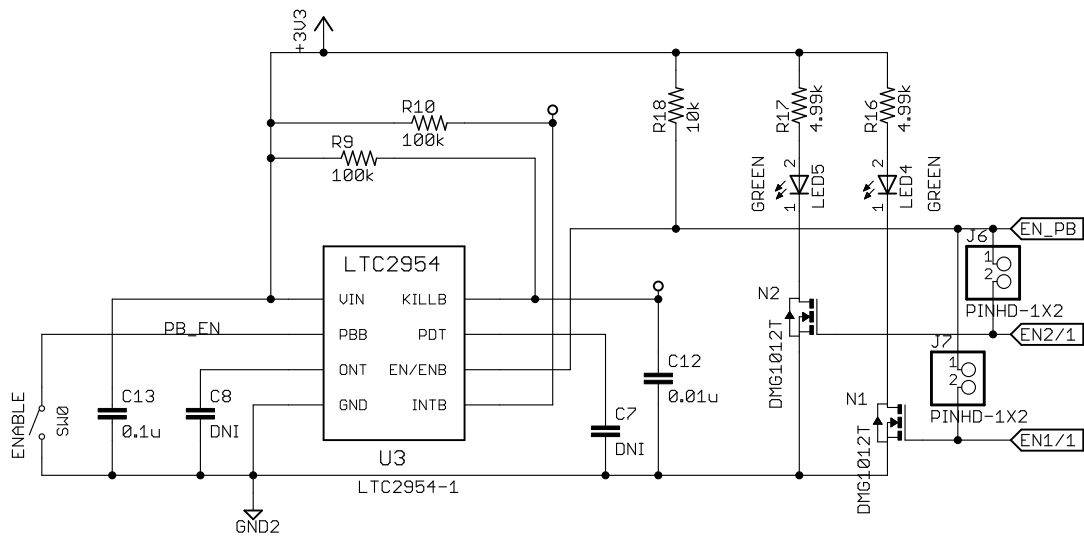 +3V3
R10
100k
R9
100k
R18
10k
R17
4.99k
R16
4.99k
GREEN
2
1
LED5
2
1
LED4
GREEN
EN_PB
J6
1
2
PINHD-1X2
EN2/1
J7
1
2
PINHD-1X2
EN1/1
N2
DMG1012T
N1
DMG1012T
LTC2954
VIN
KILLB
PBB
PDT
ONT
EN/ENB
GND
INTB
U3
LTC2954-1
PB_EN
ENABLE
SW0
C13
0.1u
C8
DNI
C7
DNI
C12
0.01u
GND2